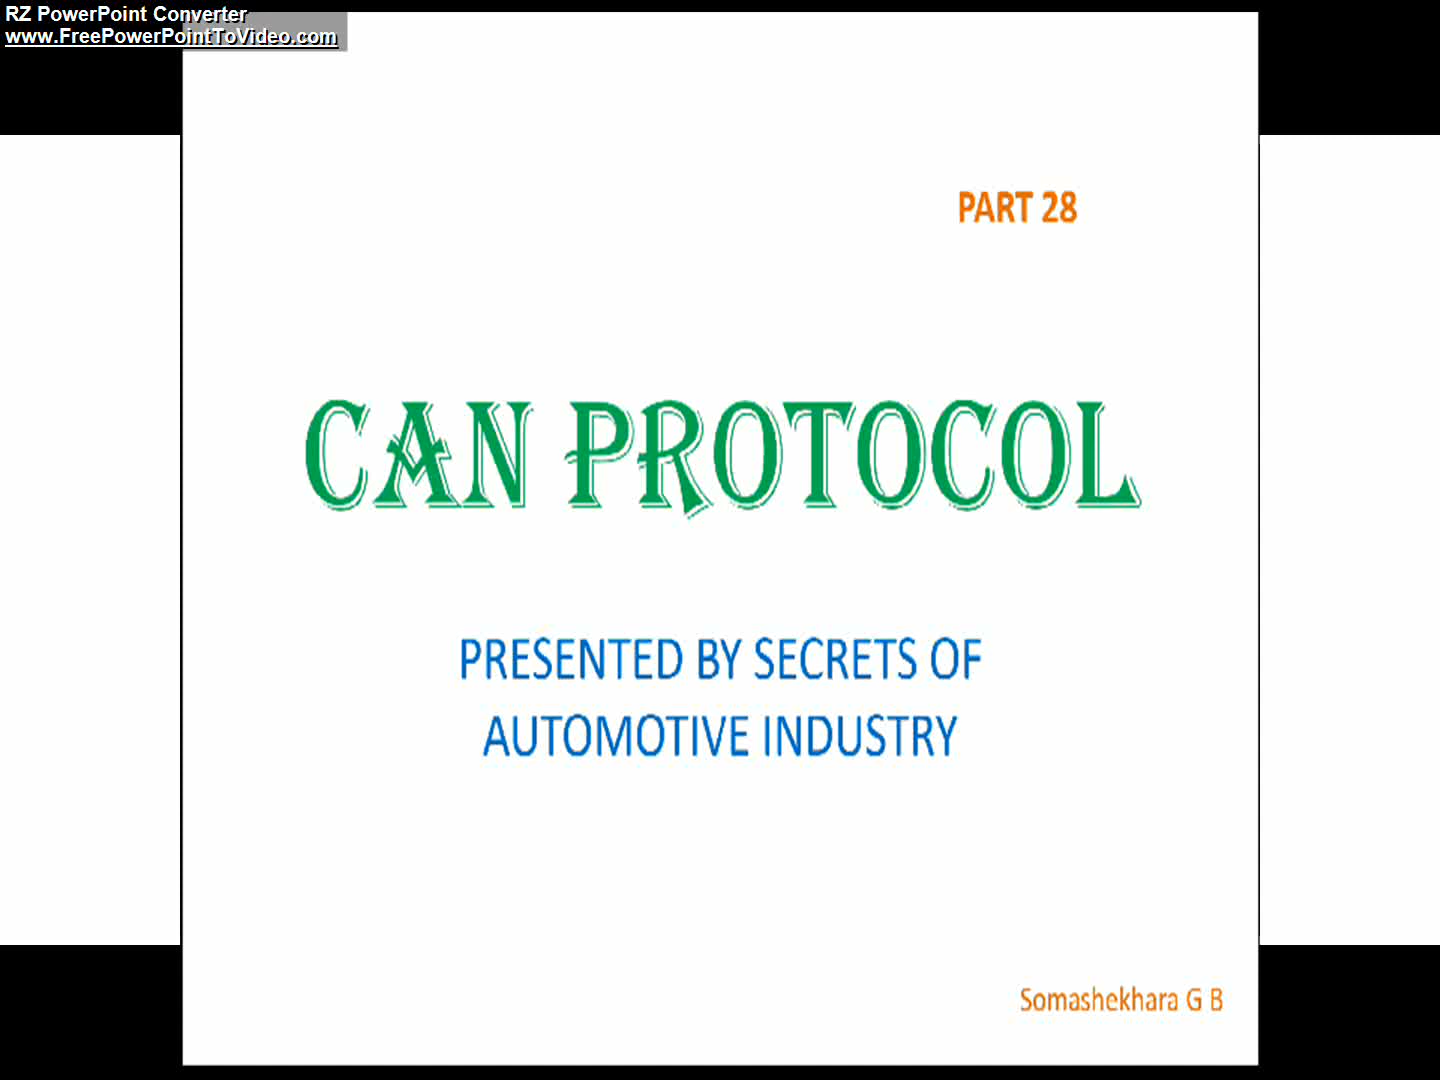 RZ PowerPoint Converter
www.FreePowerPointToVideo.com
PART 28
CAN PROTOCOL
PRESENTED BY SECRETS OF
AUTOMOTIVE INDUSTRY
Somashekhara G B